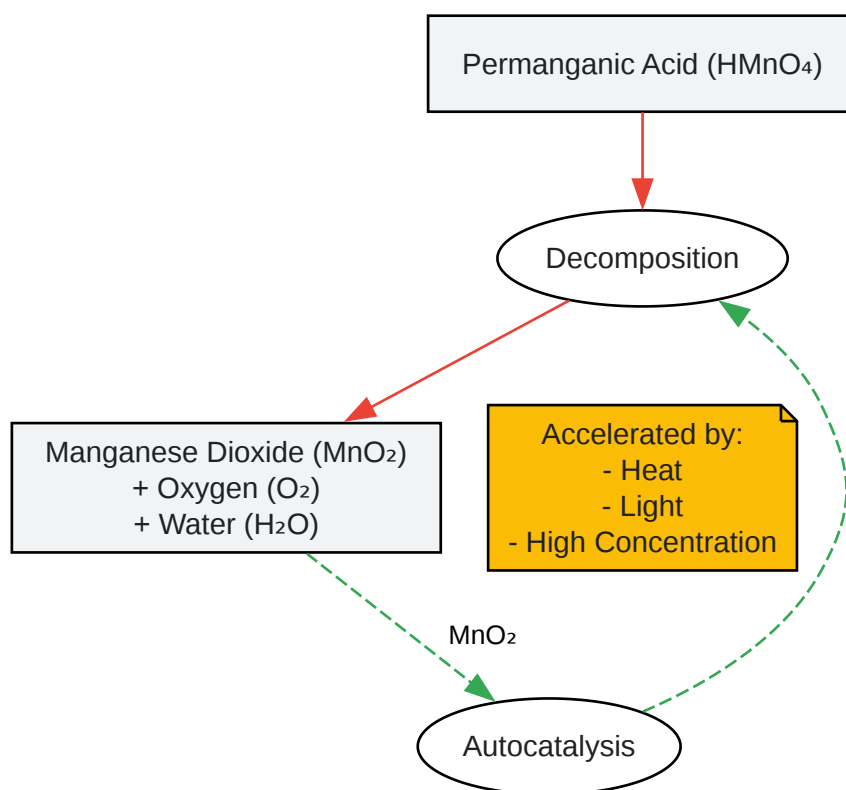 Permanganic Acid (HMnO₄)
Decomposition
Manganese Dioxide (MnO₂)
+ Oxygen (O₂)
+ Water (H₂O)
Accelerated by:
- Heat
- Light
- High Concentration
MnO₂
Autocatalysis